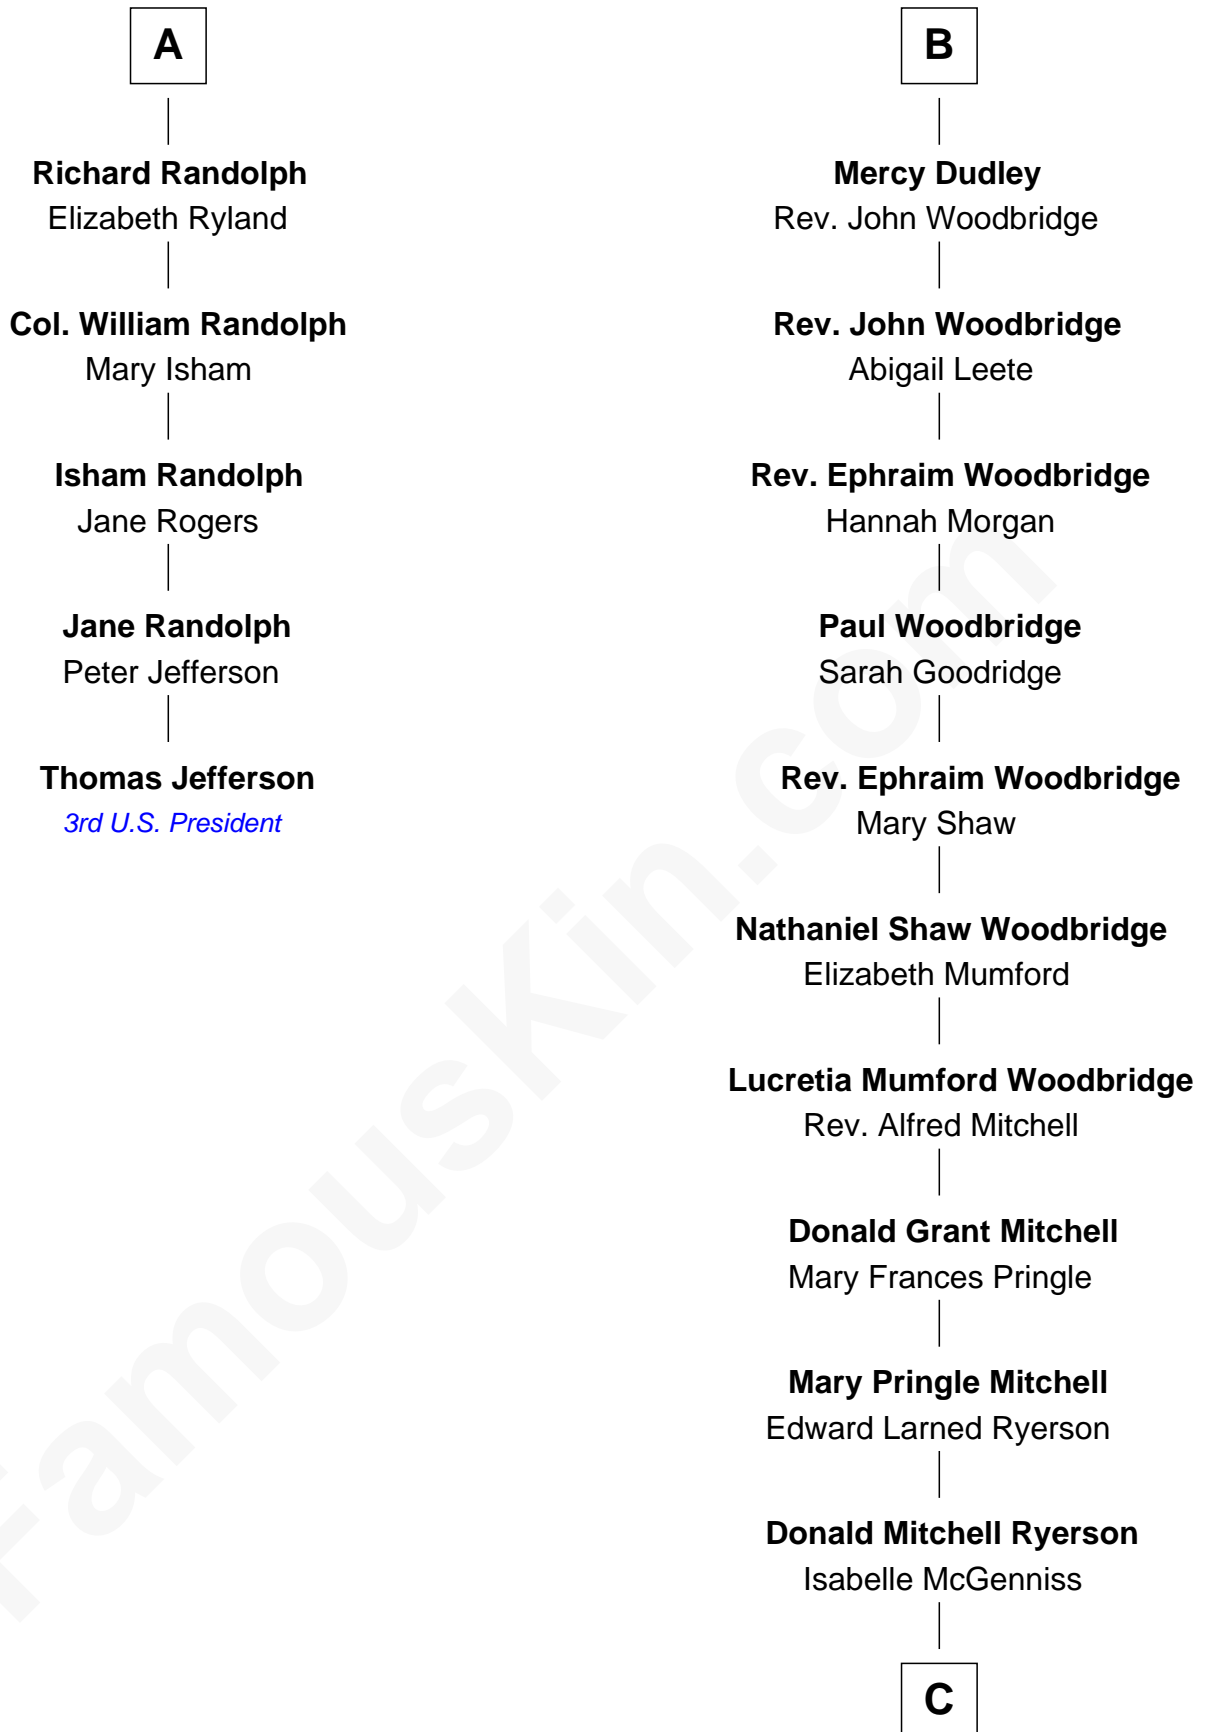 A
Richard Randolph
Elizabeth Ryland
Col. William Randolph
Mary Isham
Isham Randolph
Jane Rogers
Jane Randolph
Peter Jefferson
Thomas Jefferson
3rd U.S. President
B
Mercy Dudley
Rev. John Woodbridge
Rev. John Woodbridge
Abigail Leete
Rev. Ephraim Woodbridge
Hannah Morgan
Paul Woodbridge
Sarah Goodridge
Rev. Ephraim Woodbridge
Mary Shaw
Nathaniel Shaw Woodbridge
Elizabeth Mumford
Lucretia Mumford Woodbridge
Rev. Alfred Mitchell
Donald Grant Mitchell
Mary Frances Pringle
Mary Pringle Mitchell
Edward Larned Ryerson
Donald Mitchell Ryerson
Isabelle McGenniss
C
FamousKin.com